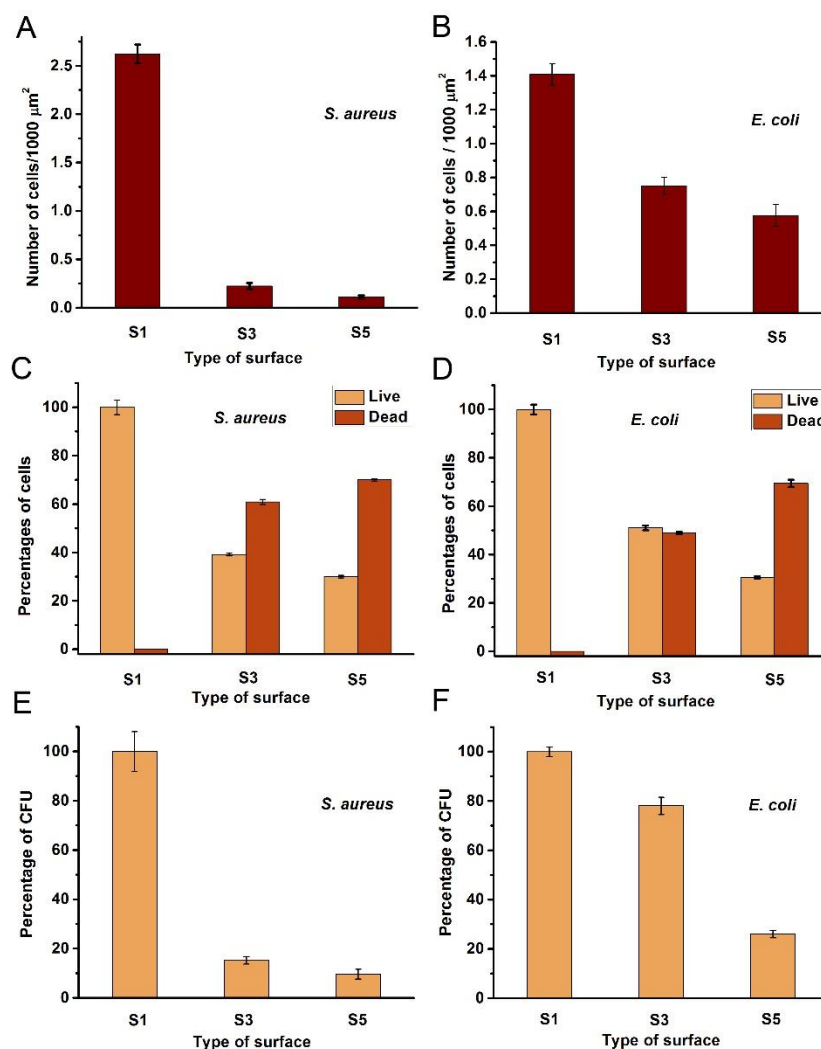 A
Number of cells/1000 μm²
2.5
2.0
1.5
1.0
0.5
0.0
S. aureus
S1 S3 S5
Type of surface
B
Number of cells / 1000 μm²
1.6
1.4
1.2
1.0
0.8
0.6
0.4
0.2
0.0
E. coli
S1 S3 S5
Type of surface
C
Percentages of cells
100
80
60
40
20
0
S. aureus
Live
Dead
S1 S3 S5
Type of surface
D
Percentages of cells
100
80
60
40
20
0
E. coli
Live
Dead
S1 S3 S5
Type of surface
E
Percentage of CFU
100
80
60
40
20
0
S. aureus
S1 S3 S5
Type of surface
F
Percentage of CFU
100
80
60
40
20
0
E. coli
S1 S3 S5
Type of surface